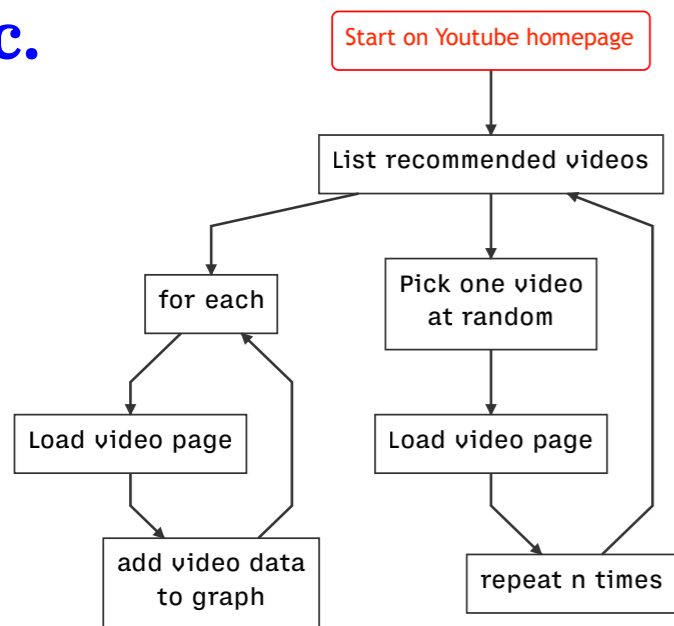 c.
Start on Youtube homepage
List recommended videos
for each
Pick one video
at random
Load video page
Load video page
add video data
to graph
repeat n times